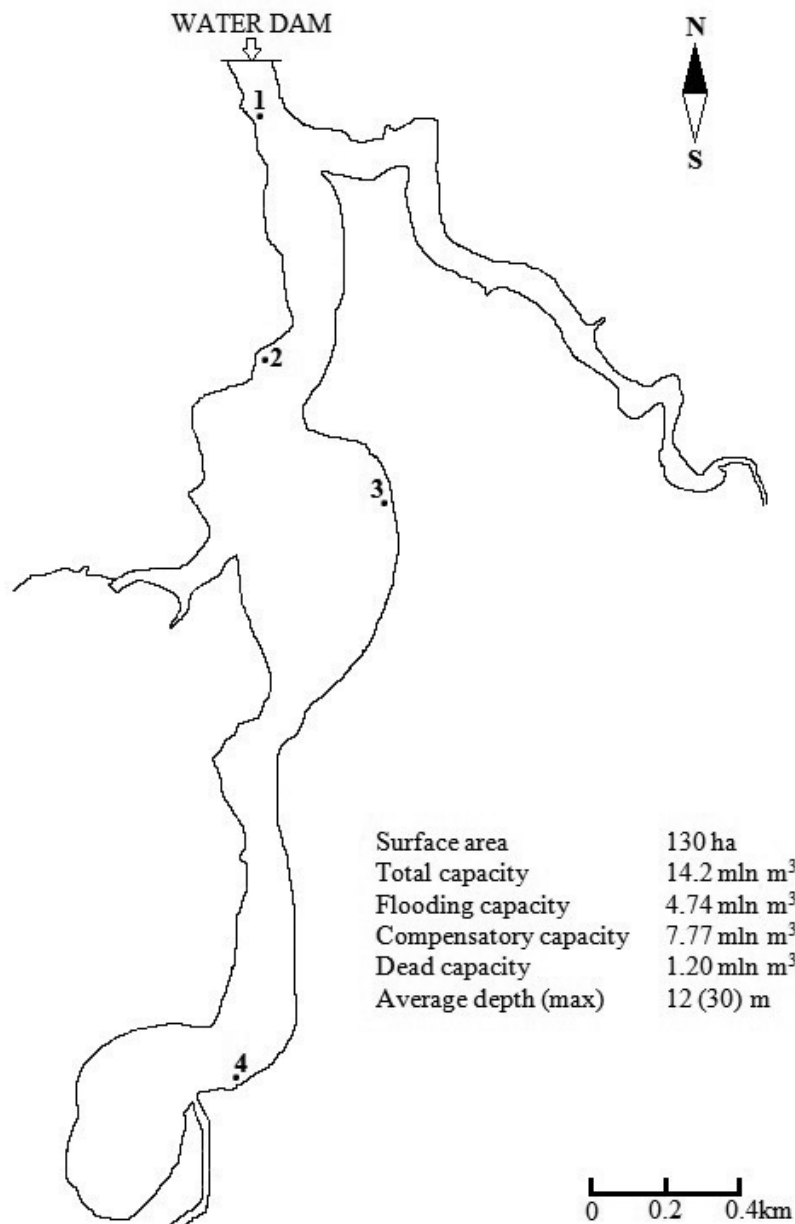 WATER DAM
N
S
1
2
3
4
Surface area 130 ha
Total capacity 14.2 mln m³
Flooding capacity 4.74 mln m³
Compensatory capacity 7.77 mln m³
Dead capacity 1.20 mln m³
Average depth (max) 12 (30) m
0 0.2 0.4km